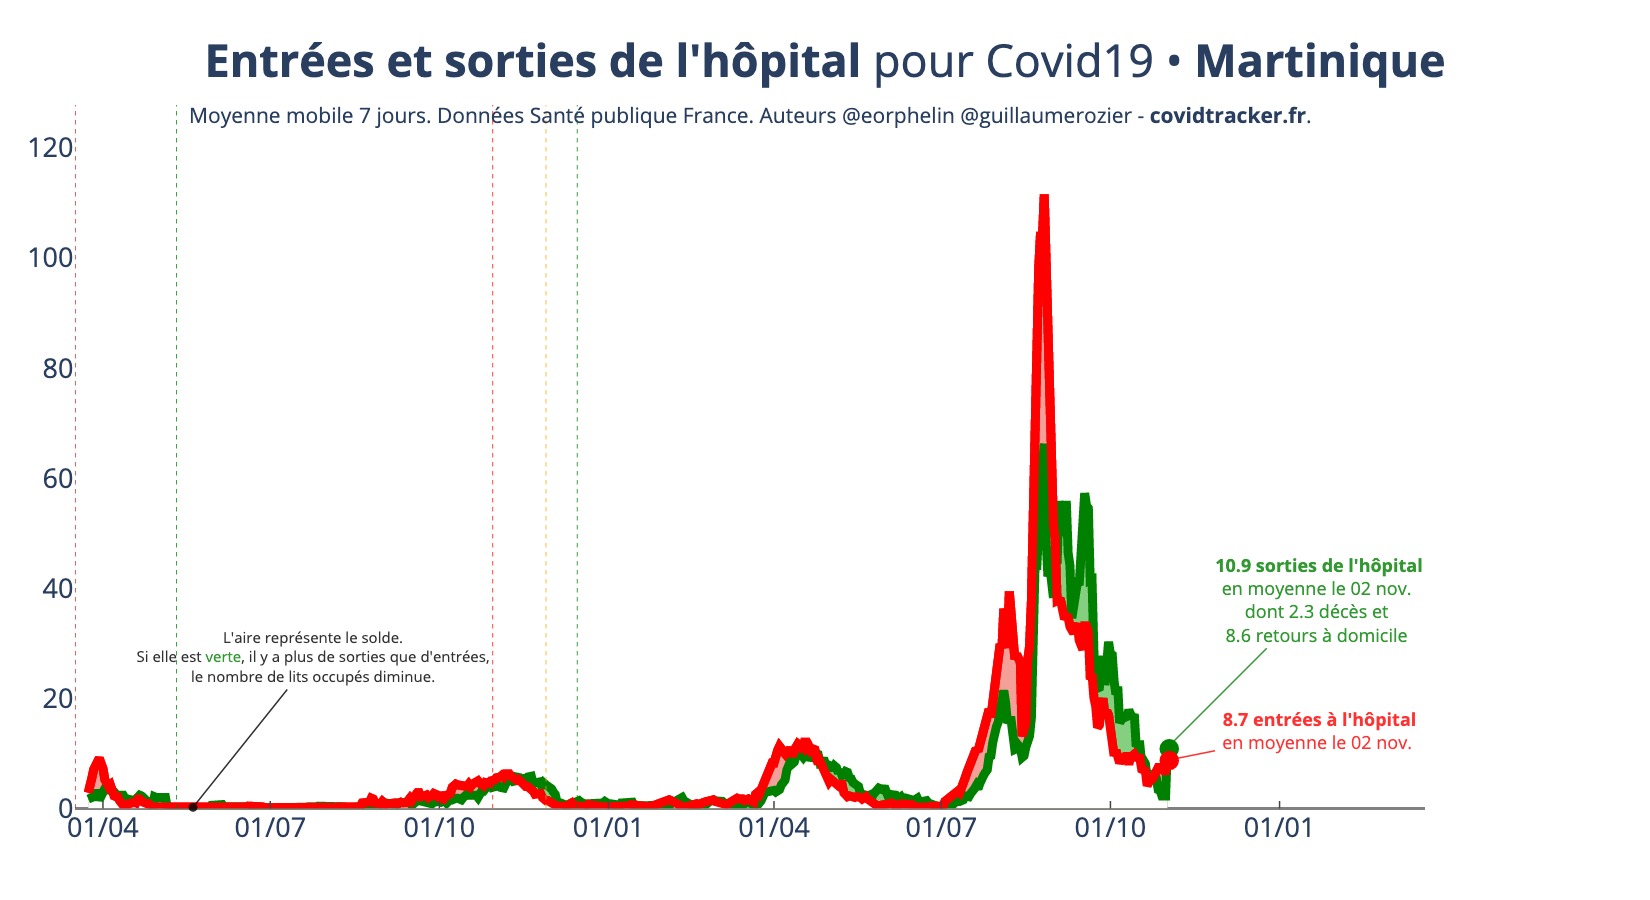 Entrées et sorties de l'hôpital pour Covid19 • Martinique
Moyenne mobile 7 jours. Données Santé publique France. Auteurs @eorphelin @guillaumerozier - covidtracker.fr.
120
100
80
60
40
20
0
10.9 sorties de l'hôpital
en moyenne le 02 nov.
dont 2.3 décès et
8.6 retours à domicile
L'aire représente le solde.
Si elle est verte, il y a plus de sorties que d'entrées,
le nombre de lits occupés diminue.
8.7 entrées à l'hôpital
en moyenne le 02 nov.
01/04 01/07 01/10 01/01 01/04 01/07 01/10 01/01